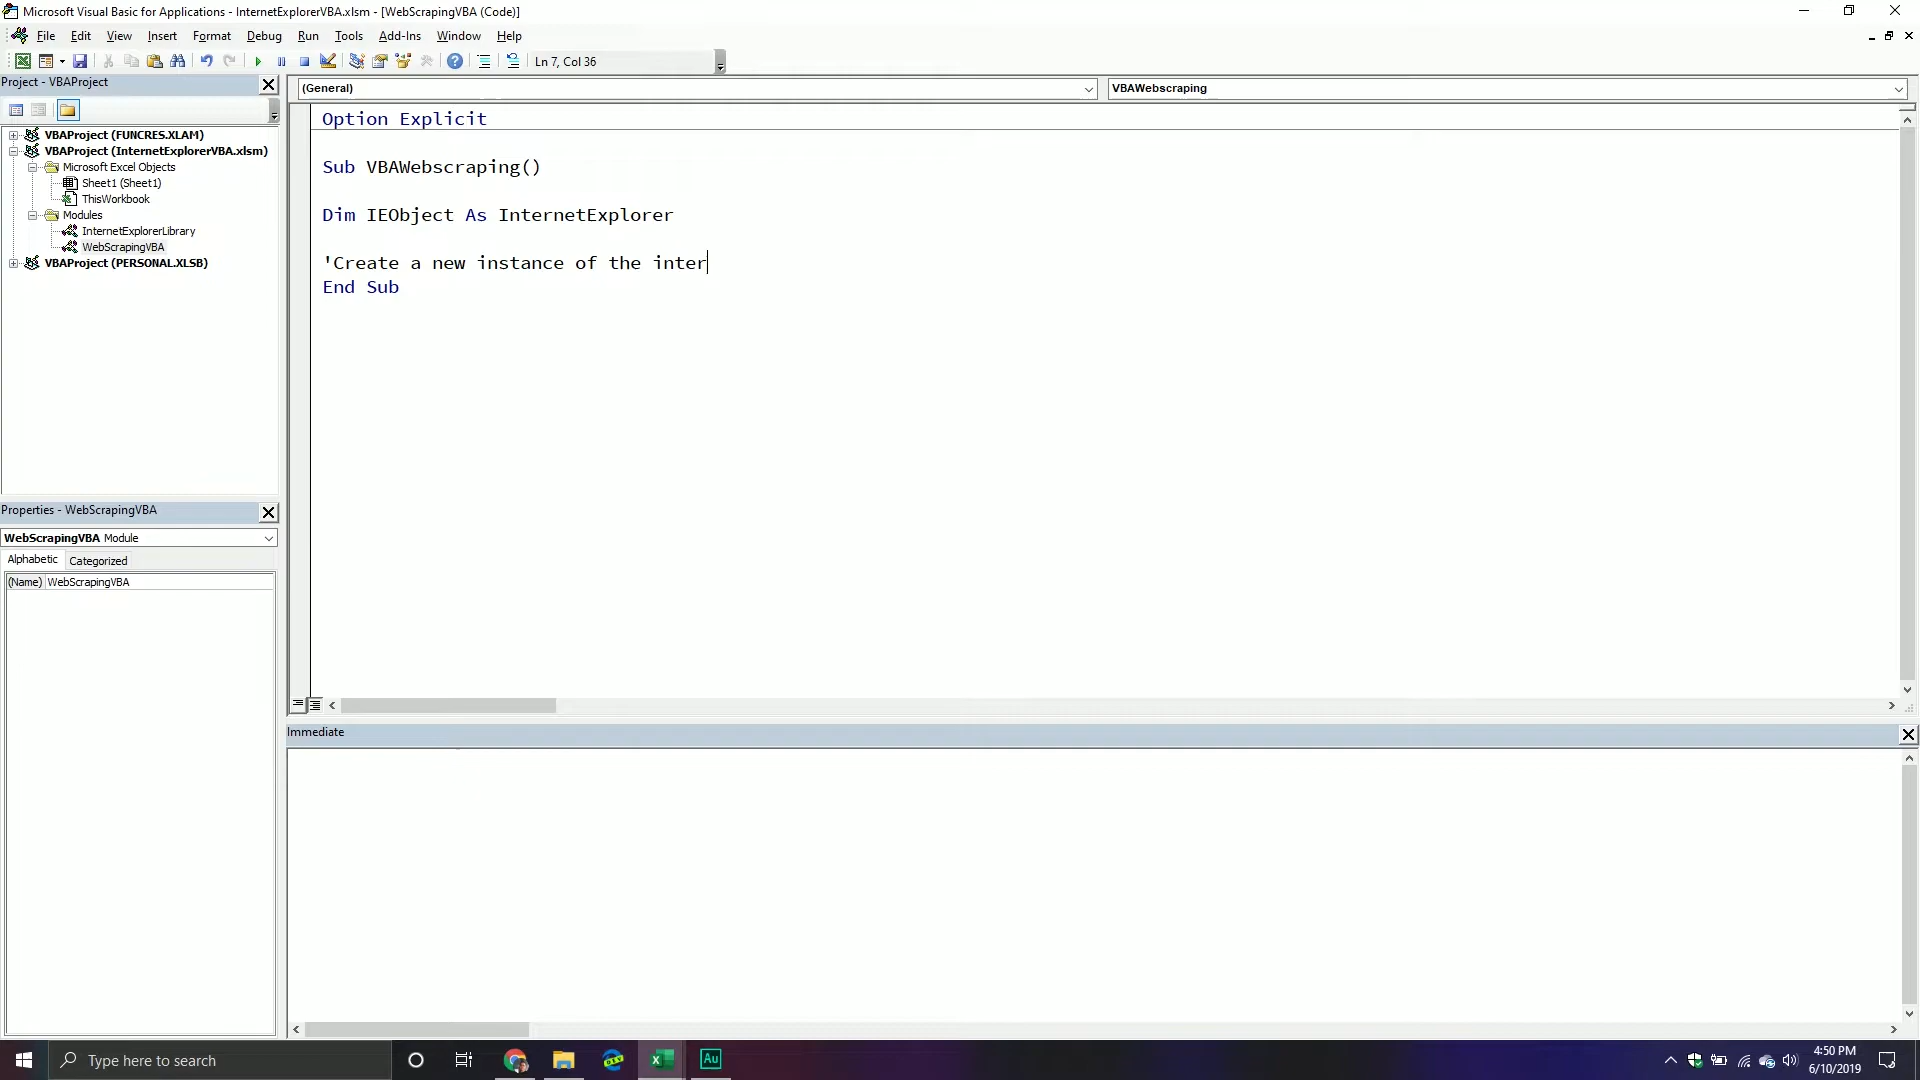 Microsoft Visual Basic for Applications - InternetExplorerVBA.xlsm - [WebScrapingVBA (Code)]
File Edit View Insert Format Debug Run Tools Add-Ins Window Help
Ln 7, Col 36
Project - VBAProject
VBAProject (FUNCRES.XLAM)
VBAProject (InternetExplorerVBA.xlsm)
Microsoft Excel Objects
Sheet1 (Sheet1)
ThisWorkbook
Modules
InternetExplorerLibrary
WebScrapingVBA
VBAProject (PERSONAL.XLSB)
Properties - WebScrapingVBA
WebScrapingVBA Module
Alphabetic Categorized
(Name) WebScrapingVBA
(General) VBAWebscraping
Option Explicit
Sub VBAWebscraping()
Dim IEObject As InternetExplorer
'Create a new instance of the inter
End Sub
Immediate
Type here to search
DEV
Au
4:50 PM
6/10/2019